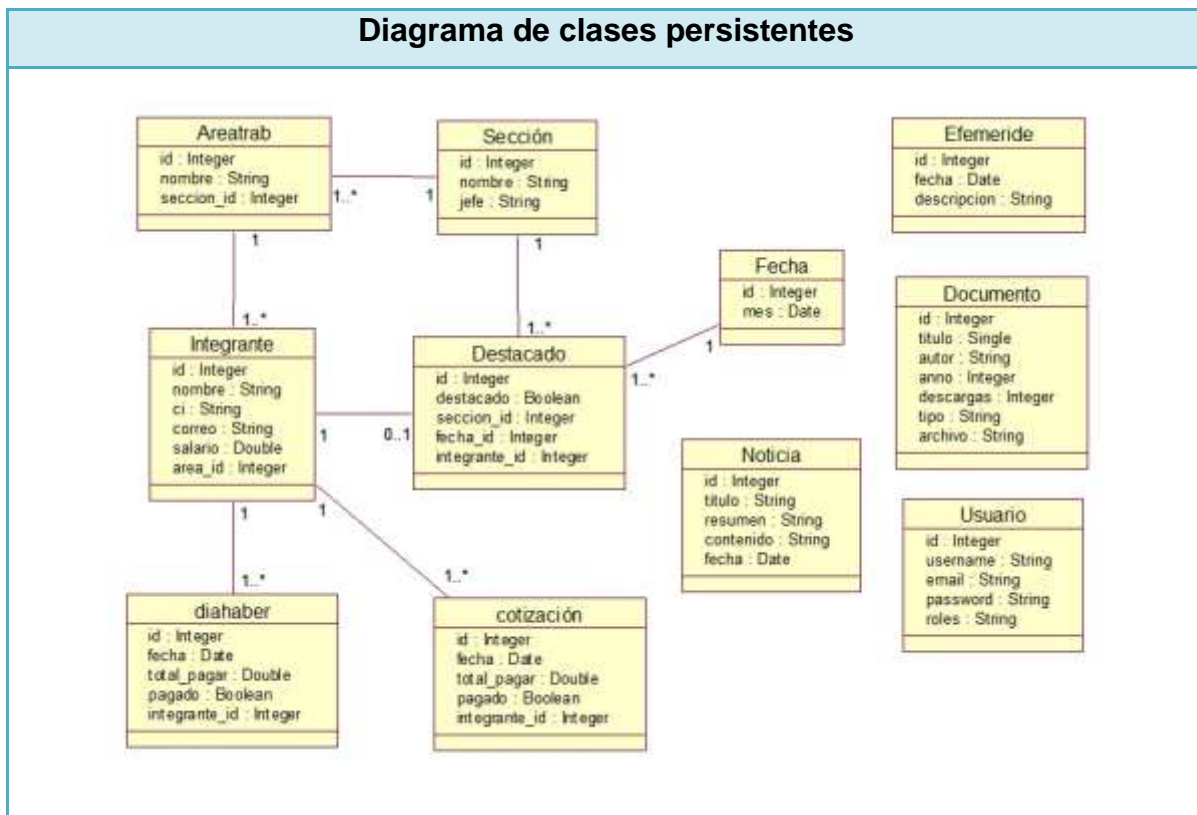 Diagrama de clases persistentes
Areatrab
id : Integer
nombre : String
seccion_id : Integer
1..*
1
1
1..*
Sección
id : Integer
nombre : String
jefe : String
1
1..*
Efemeride
id : Integer
fecha : Date
descripcion : String
Fecha
id : Integer
mes : Date
1
1..*
Documento
id : Integer
titulo : Single
autor : String
anno : Integer
descargas : Integer
tipo : String
archivo : String
Integrante
id : Integer
nombre : String
ci : String
correo : String
salario : Double
area_id : Integer
1
0..1
1
1
Destacado
id : Integer
destacado : Boolean
seccion_id : Integer
fecha_id : Integer
integrante_id : Integer
Noticia
id : Integer
titulo : String
resumen : String
contenido : String
fecha : Date
Usuario
id : Integer
username : String
email : String
password : String
roles : String
1..*
1..*
diahaber
id : Integer
fecha : Date
total_pagar : Double
pagado : Boolean
integrante_id : Integer
cotización
id : Integer
fecha : Date
total_pagar : Double
pagado : Boolean
integrante_id : Integer